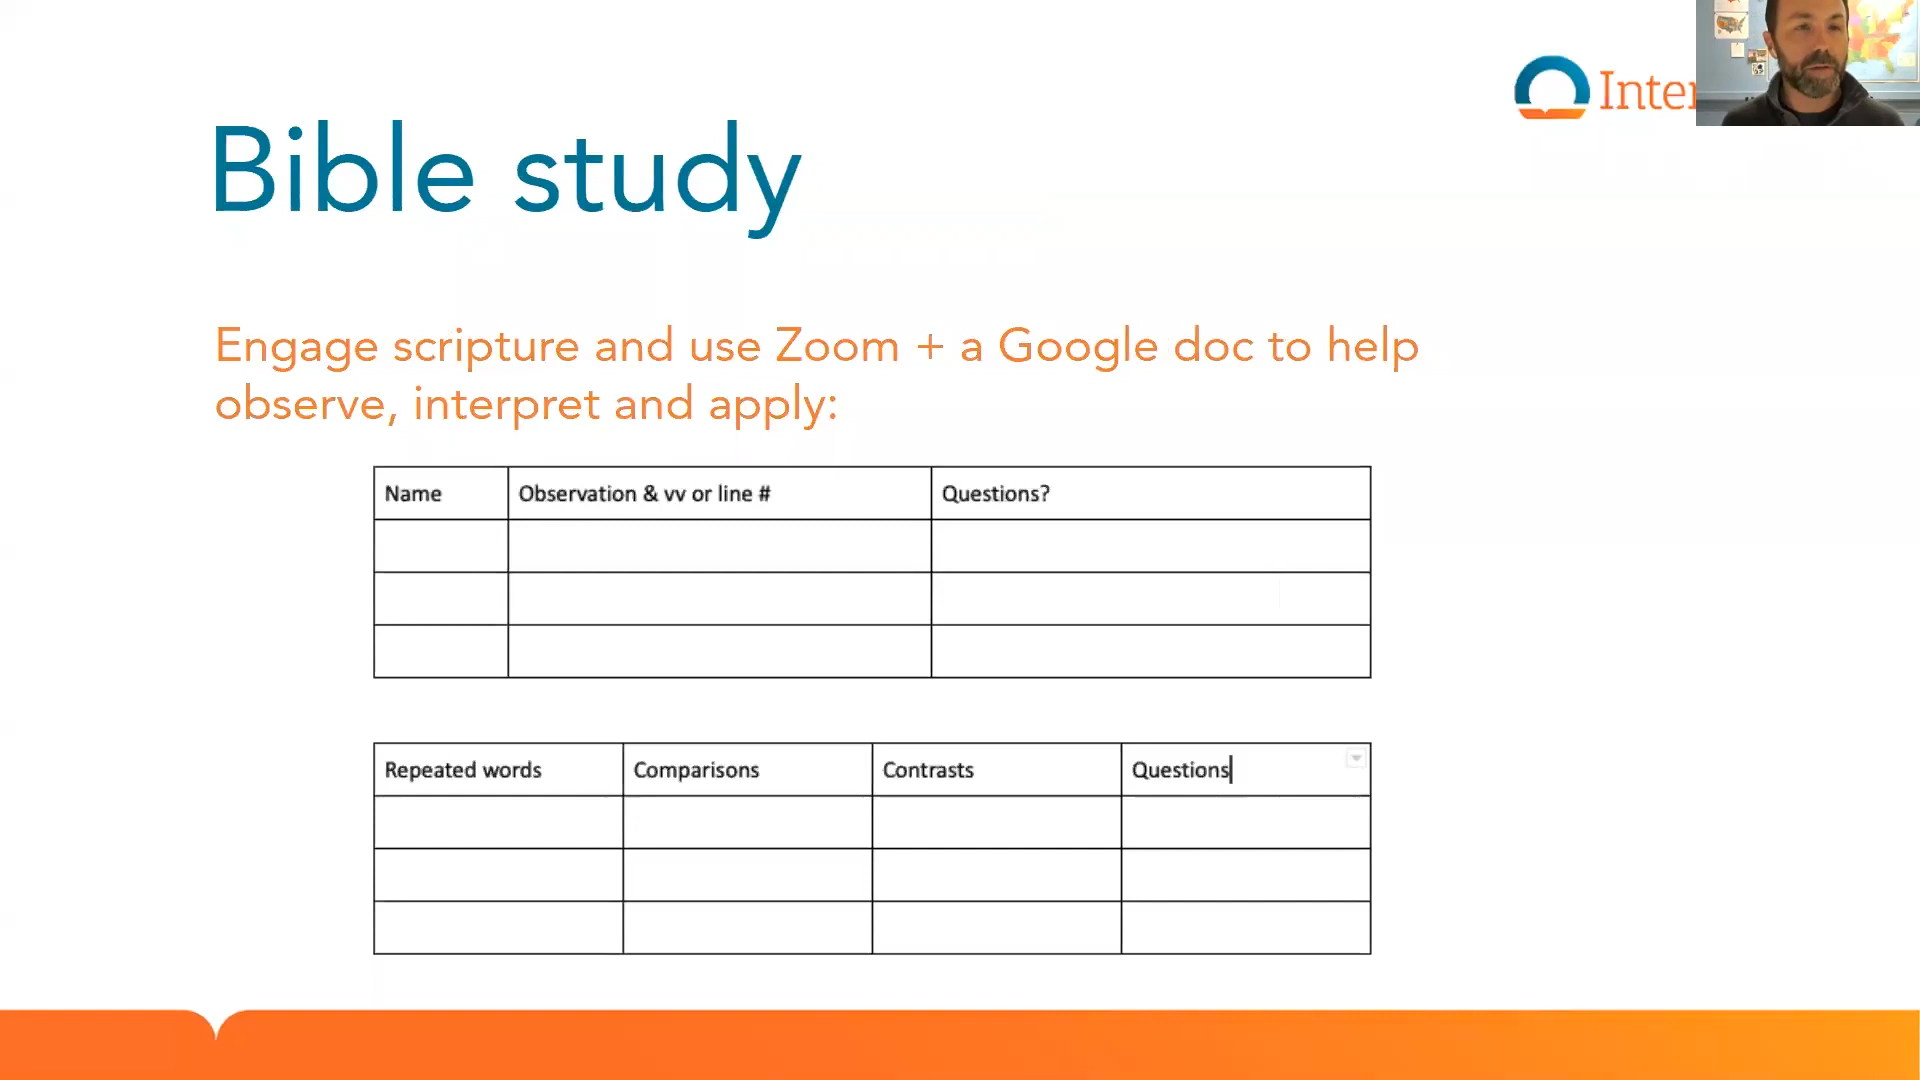 Inter
Bible study
Engage scripture and use Zoom + a Google doc to help
observe, interpret and apply:
Name Observation & vv or line # Questions?
Repeated words Comparisons Contrasts Questions